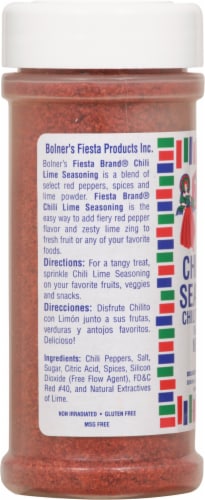 Bolner's Fiesta Products Inc.
Bolner's Fiesta Brand® Chili
Lime Seasoning is a blend of
select red peppers, spices and
lime powder. Fiesta Brand®
Chili Lime Seasoning is the
easy way to add fiery red pepper
flavor and zesty lime zing to
fresh fruit or any of your favorite
foods.
Directions: For a tangy treat,
sprinkle Chili Lime Seasoning
on your favorite fruits, veggies
and snacks.
Direcciones: Disfrute Chilito
con Limón junto a sus frutas,
verduras y antojos favoritos.
Delicioso!
Ingredients: Chili Peppers, Salt,
Sugar, Citric Acid, Spices, Silicon
Dioxide (Free Flow Agent), FD&C
Red #40, and Natural Extractives
of Lime.
NON IRRADIATED • GLUTEN FREE
MSG FREE
CH
SEA
CHI